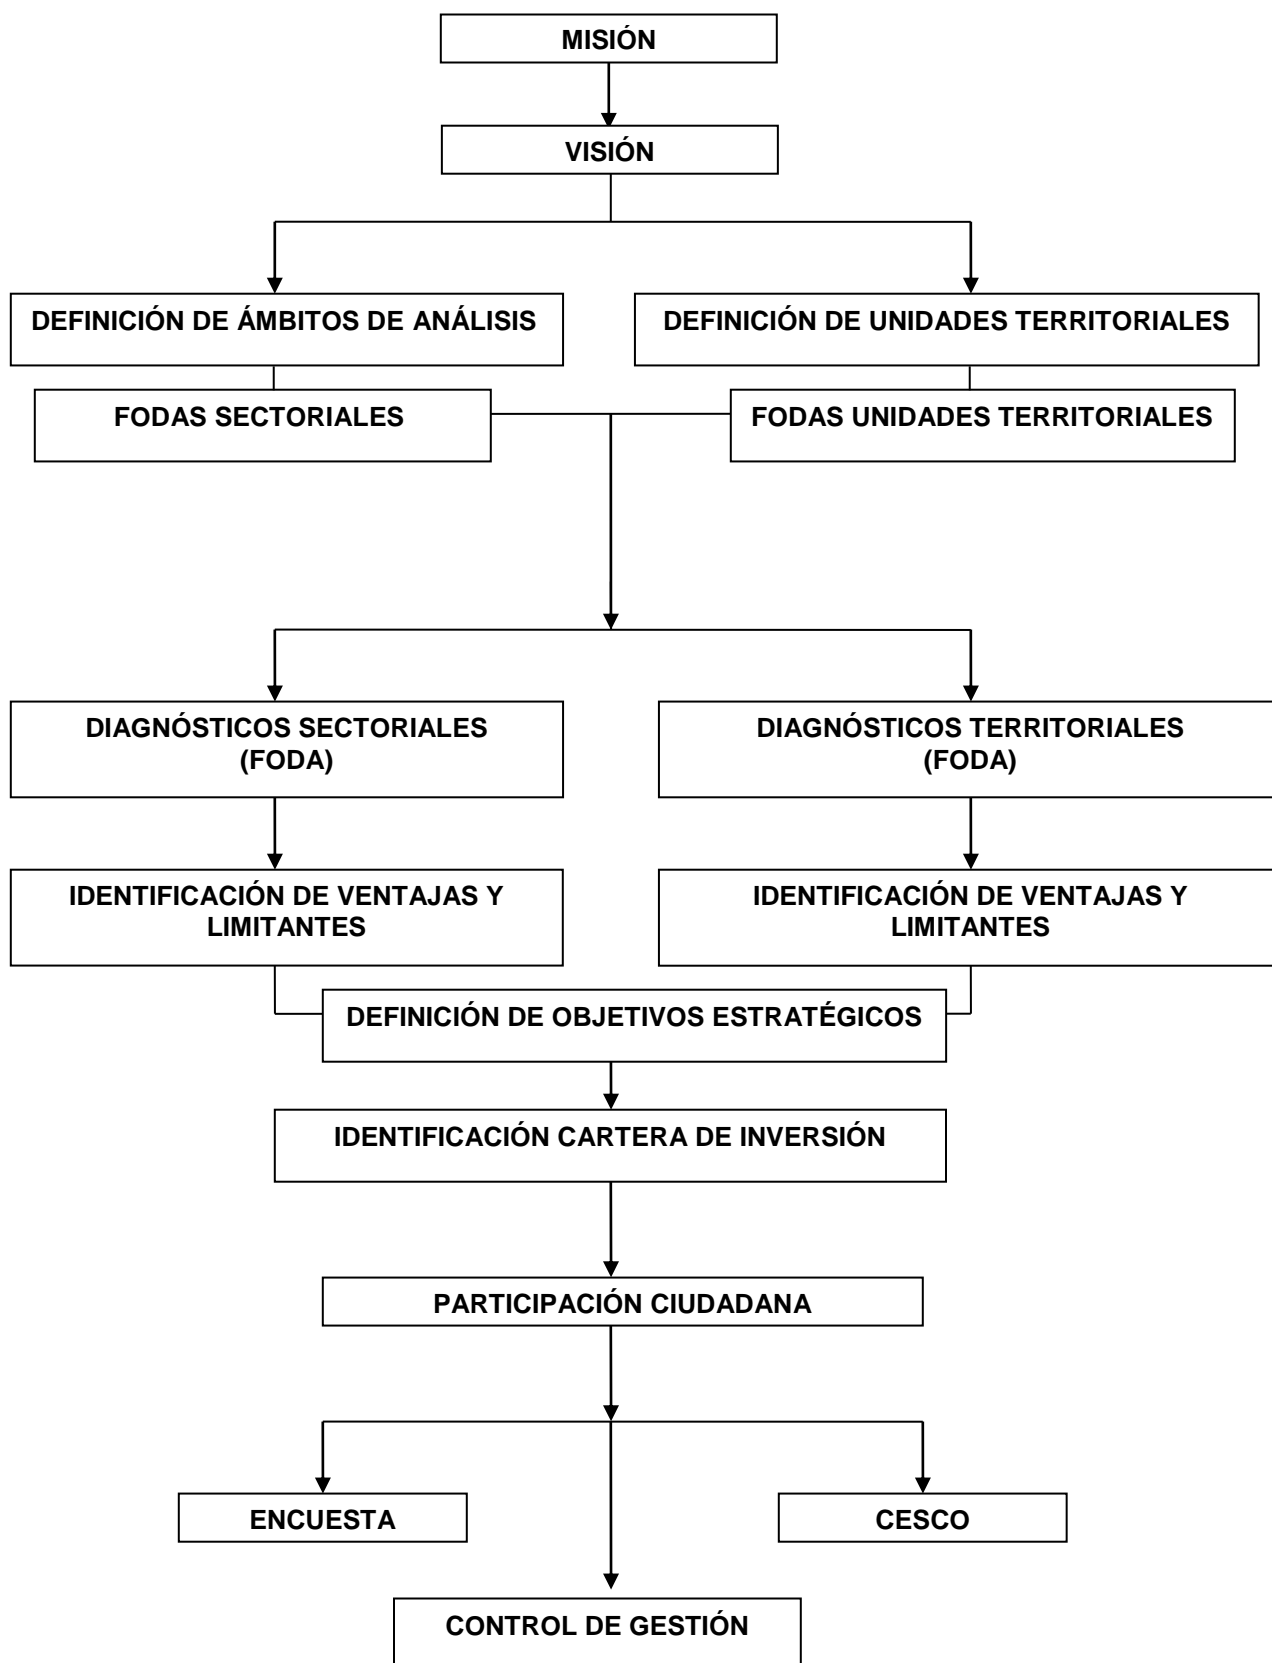 MISIÓN
VISIÓN
DEFINICIÓN DE ÁMBITOS DE ANÁLISIS
DEFINICIÓN DE UNIDADES TERRITORIALES
FODAS SECTORIALES
FODAS UNIDADES TERRITORIALES
DIAGNÓSTICOS SECTORIALES
(FODA)
DIAGNÓSTICOS TERRITORIALES
(FODA)
IDENTIFICACIÓN DE VENTAJAS Y
LIMITANTES
IDENTIFICACIÓN DE VENTAJAS Y
LIMITANTES
DEFINICIÓN DE OBJETIVOS ESTRATÉGICOS
IDENTIFICACIÓN CARTERA DE INVERSIÓN
PARTICIPACIÓN CIUDADANA
ENCUESTA
CESCO
CONTROL DE GESTIÓN